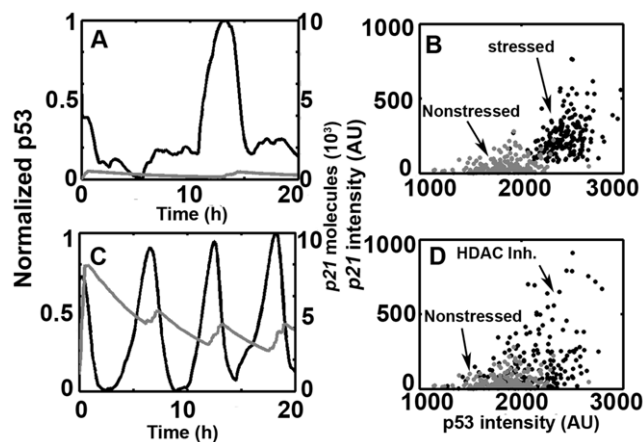 A
1
0.5
0
10
5
0
0
10
20
Time (h)
B
1000
500
0
stressed
Nonstressed
1000
2000
3000
C
1
0.5
0
10
5
0
0
10
20
Time (h)
D
1000
500
0
HDAC Inh.
Nonstressed
1000
2000
3000
p53 intensity (AU)
Normalized p53
p21 molecules (10³)
p21 intensity (AU)